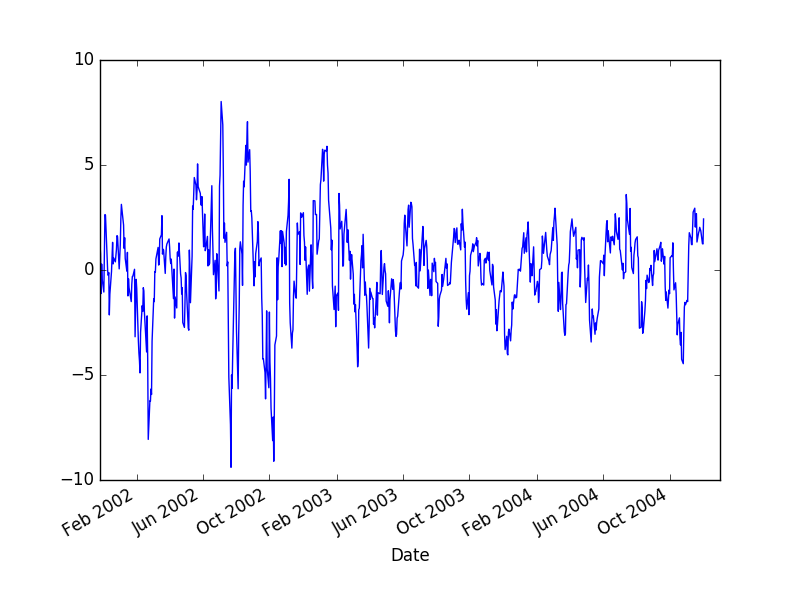 10
5
0
−5
−10
Feb 2002
Jun 2002
Oct 2002
Feb 2003
Jun 2003
Oct 2003
Feb 2004
Jun 2004
Oct 2004
Date